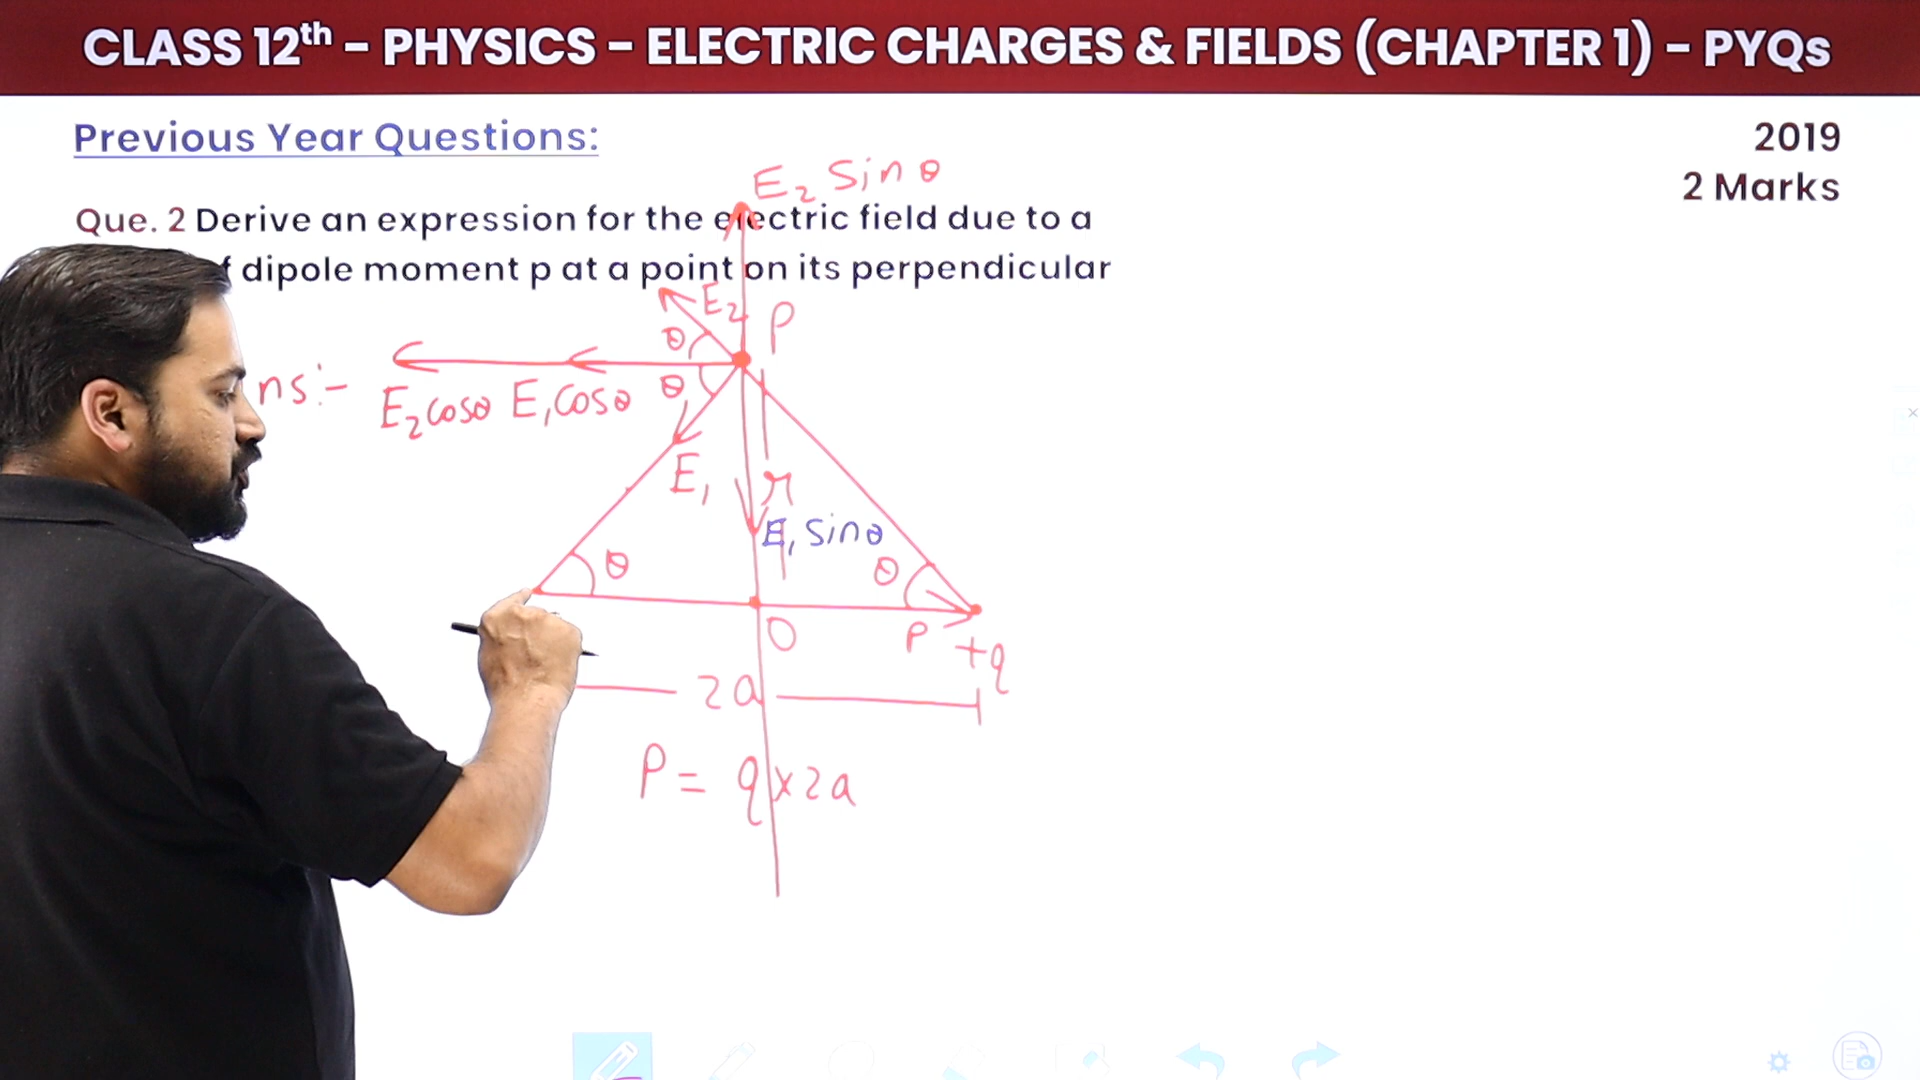 CLASS 12th – PHYSICS – ELECTRIC CHARGES & FIELDS (CHAPTER 1) – PYQs
Previous Year Questions:
2019
2 Marks
Que. 2 Derive an expression for the electric field due to a
dipole moment p at a point on its perpendicular
E₂ Sinθ
E₂
P
θ
ns:-
E₂cosθ E₁cosθ θ
E₁
r
E₁ Sinθ
θ
θ
O
P
+q
2a
P = q×2a